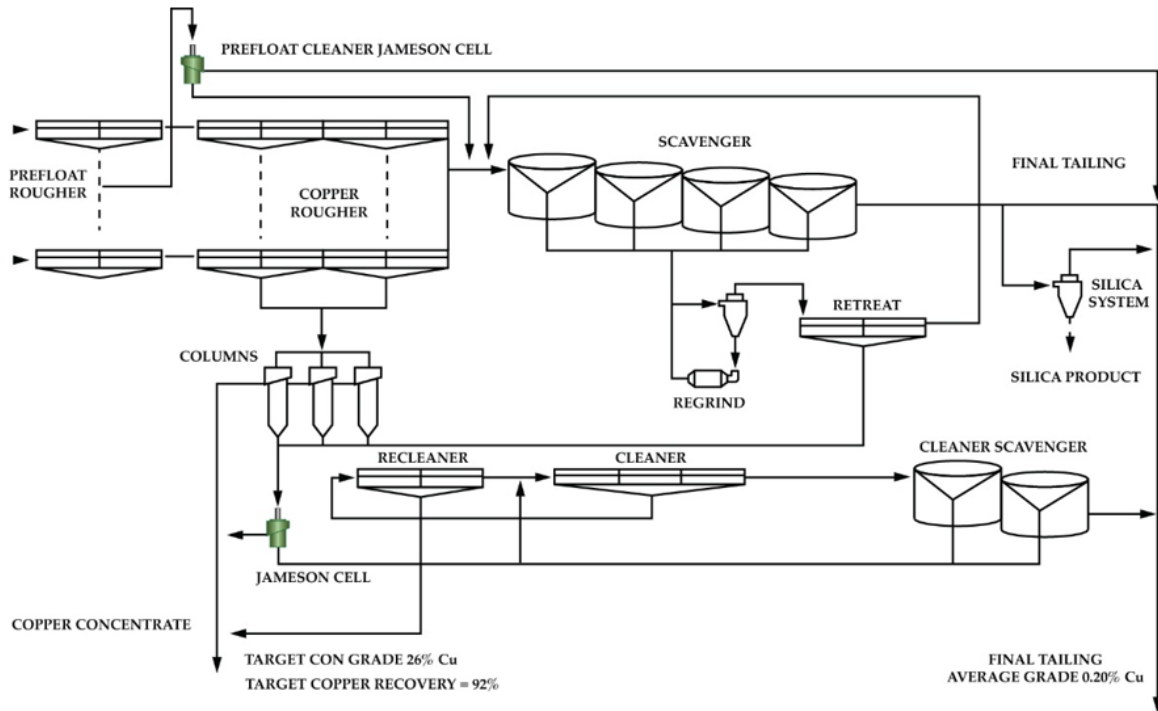 PREFLOAT CLEANER JAMESON CELL
SCAVENGER
FINAL TAILING
PREFLOAT
ROUGHER
COPPER
ROUGHER
SILICA
SYSTEM
RETREAT
COLUMNS
REGRIND
SILICA PRODUCT
RECLEANER
CLEANER
CLEANER SCAVENGER
JAMESON CELL
COPPER CONCENTRATE
TARGET CON GRADE 26% Cu
TARGET COPPER RECOVERY = 92%
FINAL TAILING
AVERAGE GRADE 0.20% Cu